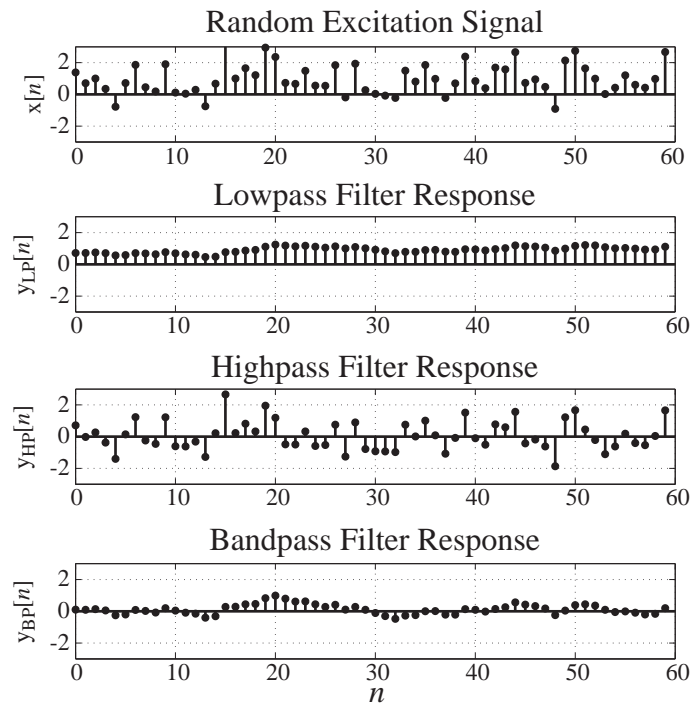 Random Excitation Signal
x[n]
2
0
-2
0 10 20 30 40 50 60
Lowpass Filter Response
yLP[n]
2
0
-2
0 10 20 30 40 50 60
Highpass Filter Response
yHP[n]
2
0
-2
0 10 20 30 40 50 60
Bandpass Filter Response
yBP[n]
2
0
-2
0 10 20 30 40 50 60
n